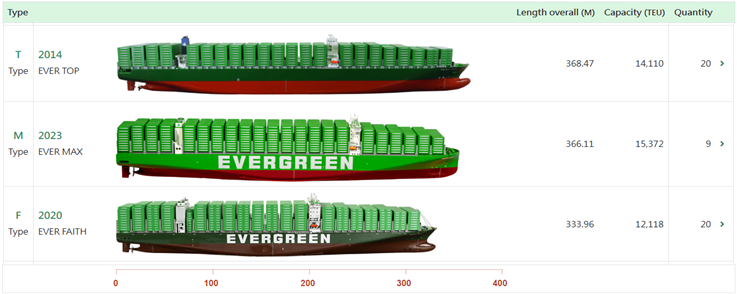 Type Length overall (M) Capacity (TEU) Quantity
T 2014
Type EVER TOP 368.47 14,110 20
M 2023
Type EVER MAX 366.11 15,372 9
EVERGREEN
F 2020
Type EVER FAITH 333.96 12,118 20
EVERGREEN
0 100 200 300 400